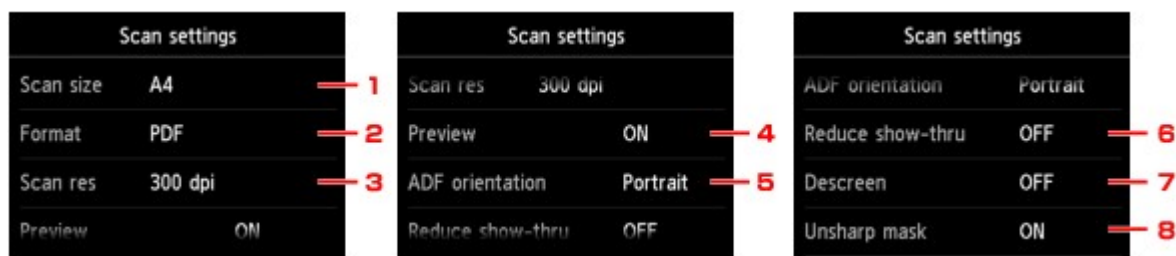 Scan settings
Scan size A4 1
Format PDF 2
Scan res 300 dpi 3
Preview ON
Scan settings
Scan res 300 dpi
Preview ON 4
ADF orientation Portrait 5
Reduce show-thru OFF
Scan settings
ADF orientation Portrait
Reduce show-thru OFF 6
Descreen OFF 7
Unsharp mask ON 8